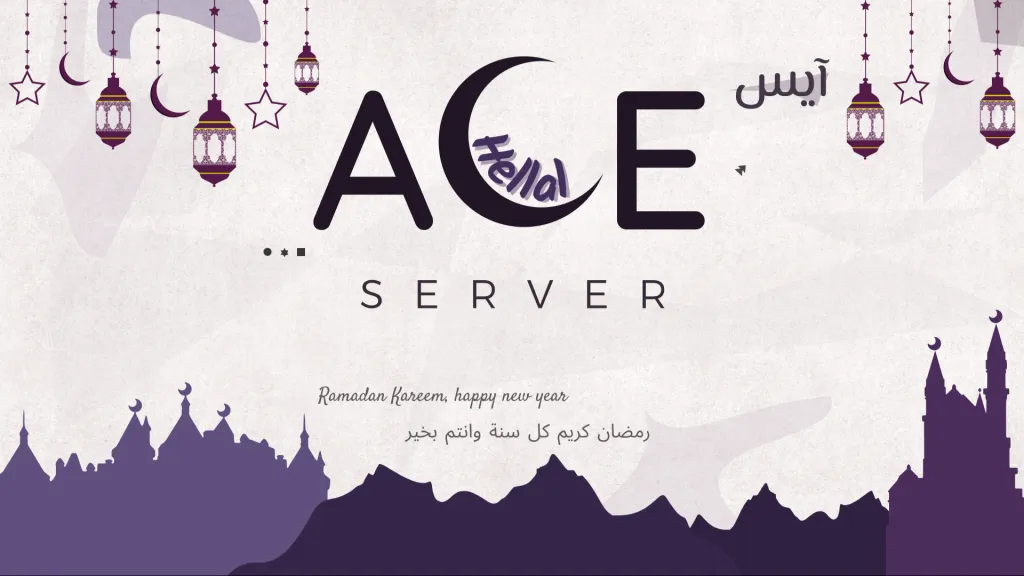 آيس
ACE
Hellal
SERVER
Ramadan Kareem, happy new year
رمضان كريم كل سنة وانتم بخير